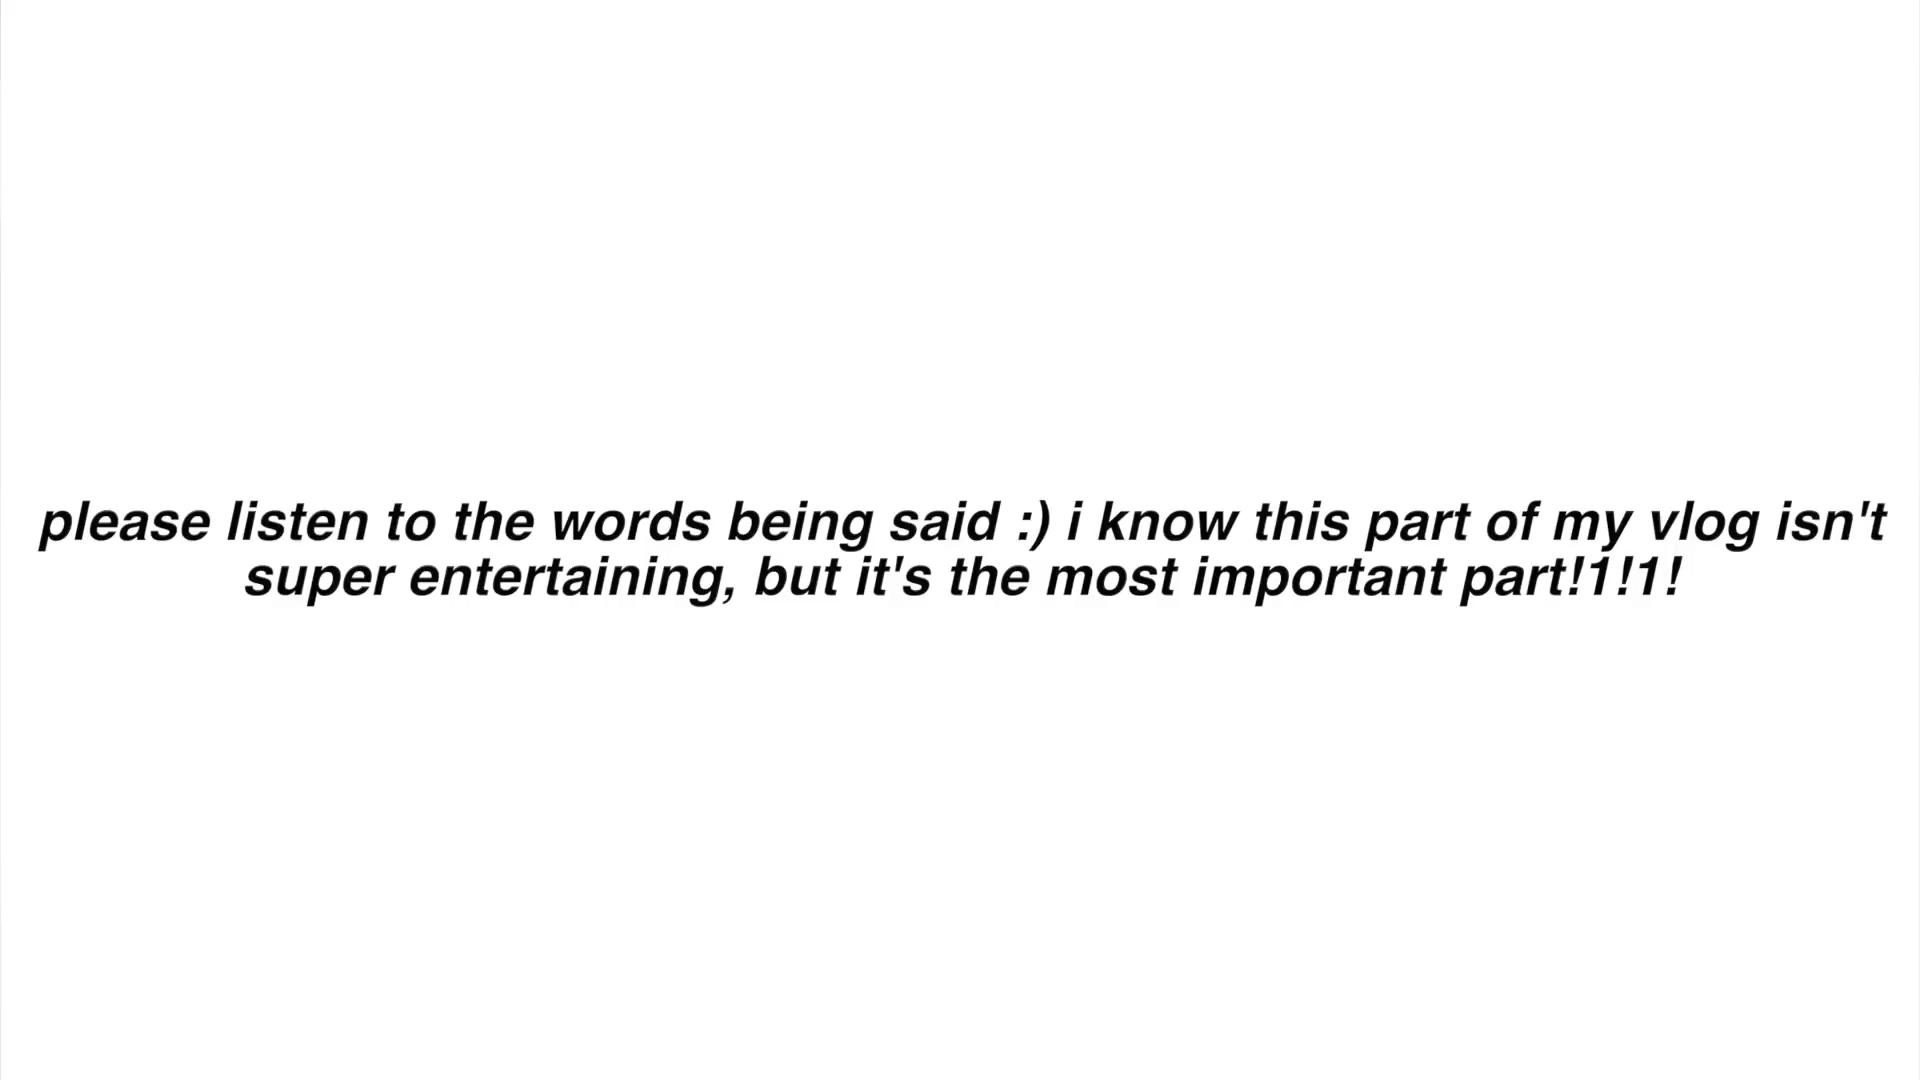 please listen to the words being said :) i know this part of my vlog isn't
super entertaining, but it's the most important part!1!1!